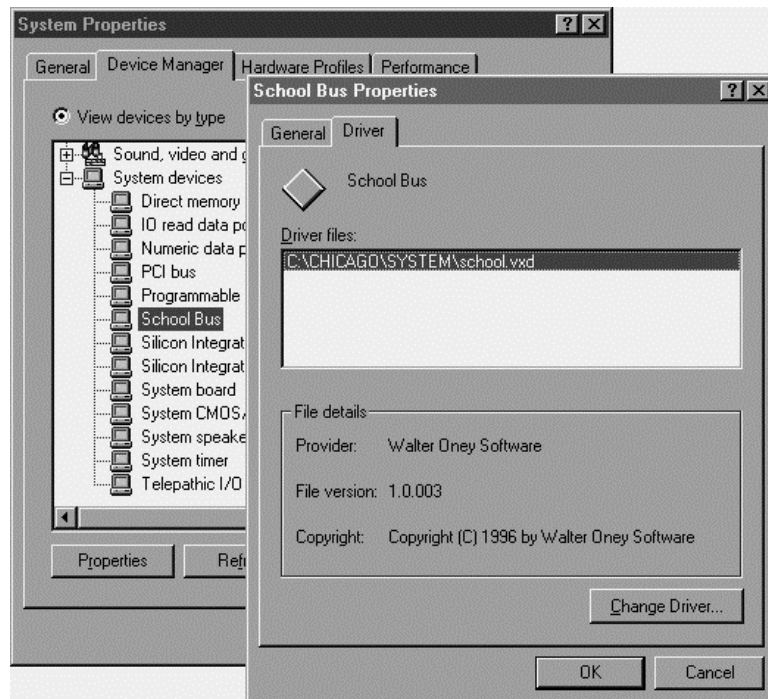 System Properties
General Device Manager Hardware Profiles Performance
View devices by type
Sound, video and
System devices
Direct memory
IO read data
Numeric data
PCI bus
Programmable
School Bus
Silicon Integrat
Silicon Integrat
System board
System CMOS/
System speake
System timer
Telepathic I/O
Properties Refr
School Bus Properties
General Driver
School Bus
Driver files:
C:\CHICAGO\SYSTEM\school.vxd
File details
Provider: Walter Oney Software
File version: 1.0.003
Copyright: Copyright (C) 1996 by Walter Oney Software
Change Driver...
OK Cancel